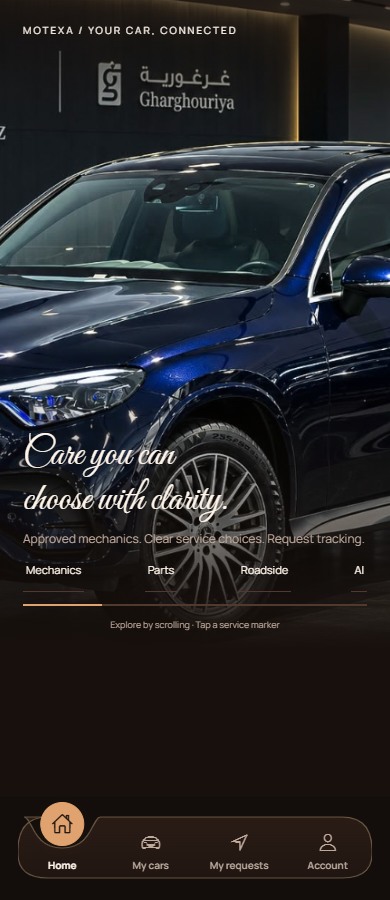 MOTEXA / YOUR CAR, CONNECTED
غرغورية
Gharghouriya
Z
Care you can
choose with clarity.
Approved mechanics. Clear service choices. Request tracking.
Mechanics Parts Roadside AI
Explore by scrolling · Tap a service marker
Home My cars My requests Account